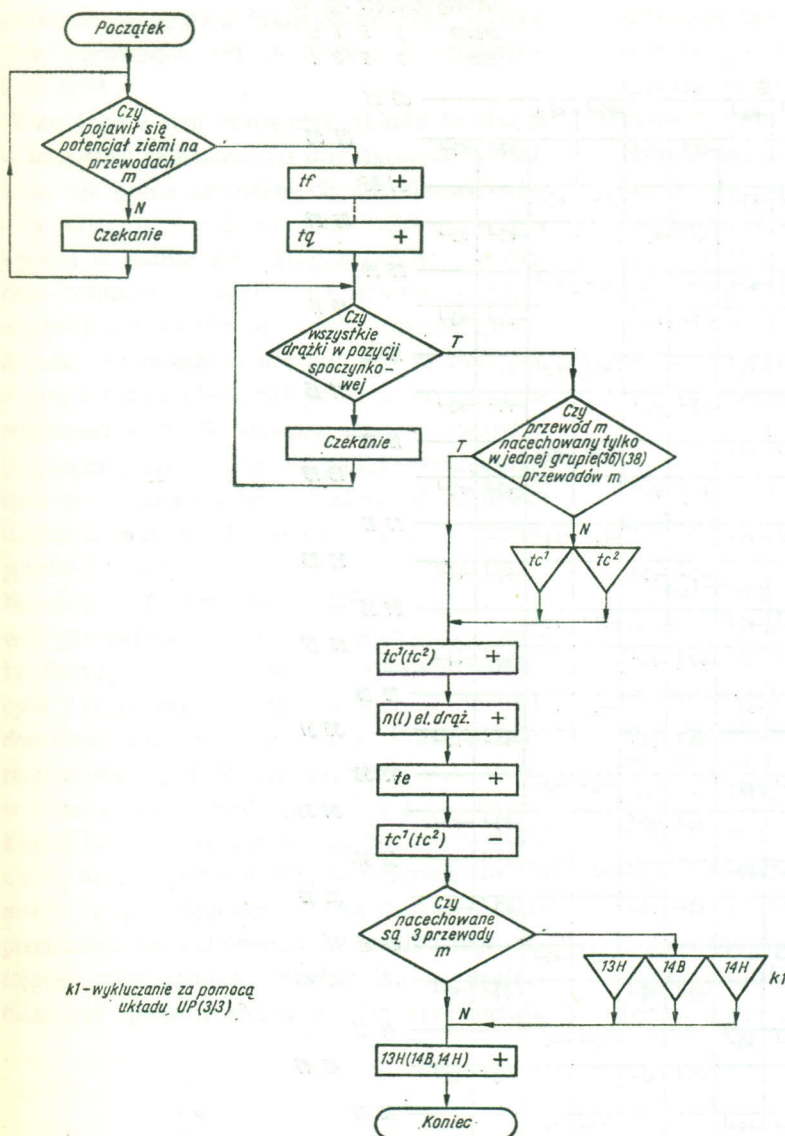 Początek
Czy
pojawił się
potencjał ziemi na
przewodach
m
N
Czekanie
tf +
tq +
Czy
wszystkie
drążki w pozycji
spoczynko-
wej
T
Czekanie
Czy
przewód m
nacechowany tylko
w jednej grupie(36)(38)
przewodów m
T
N
tc¹ tc²
tc¹(tc²) +
n(l) el. drąż. +
te +
tc¹(tc²) −
Czy
nacechowane
są 3 przewody
m
13H 14B 14H k1
N
k1-wykluczanie za pomocą
układu UP(3/3)
13H(14B,14H) +
Koniec